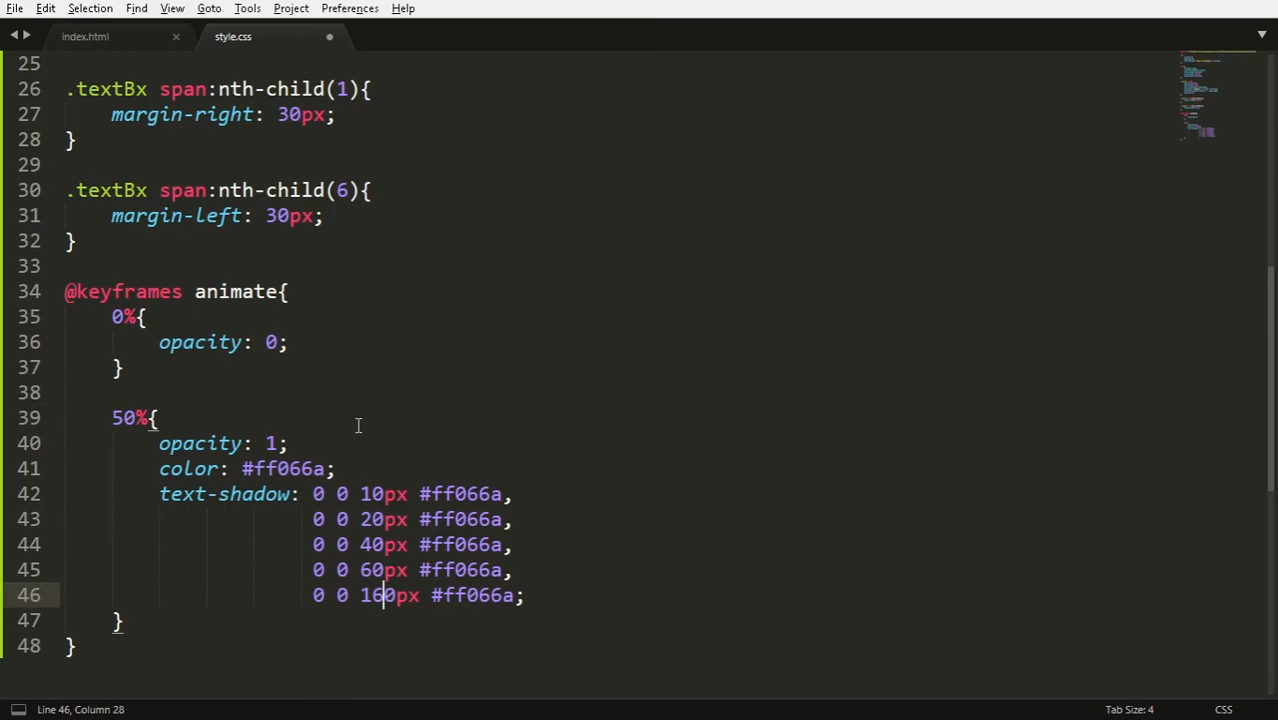 File Edit Selection Find View Goto Tools Project Preferences Help
index.html style.css
25
26 .textBx span:nth-child(1){
27 margin-right: 30px;
28 }
29
30 .textBx span:nth-child(6){
31 margin-left: 30px;
32 }
33
34 @keyframes animate{
35 0%{
36 opacity: 0;
37 }
38
39 50%{
40 opacity: 1;
41 color: #ff066a;
42 text-shadow: 0 0 10px #ff066a,
43 0 0 20px #ff066a,
44 0 0 40px #ff066a,
45 0 0 60px #ff066a,
46 0 0 160px #ff066a;
47 }
48 }
Line 46, Column 28 Tab Size: 4 CSS